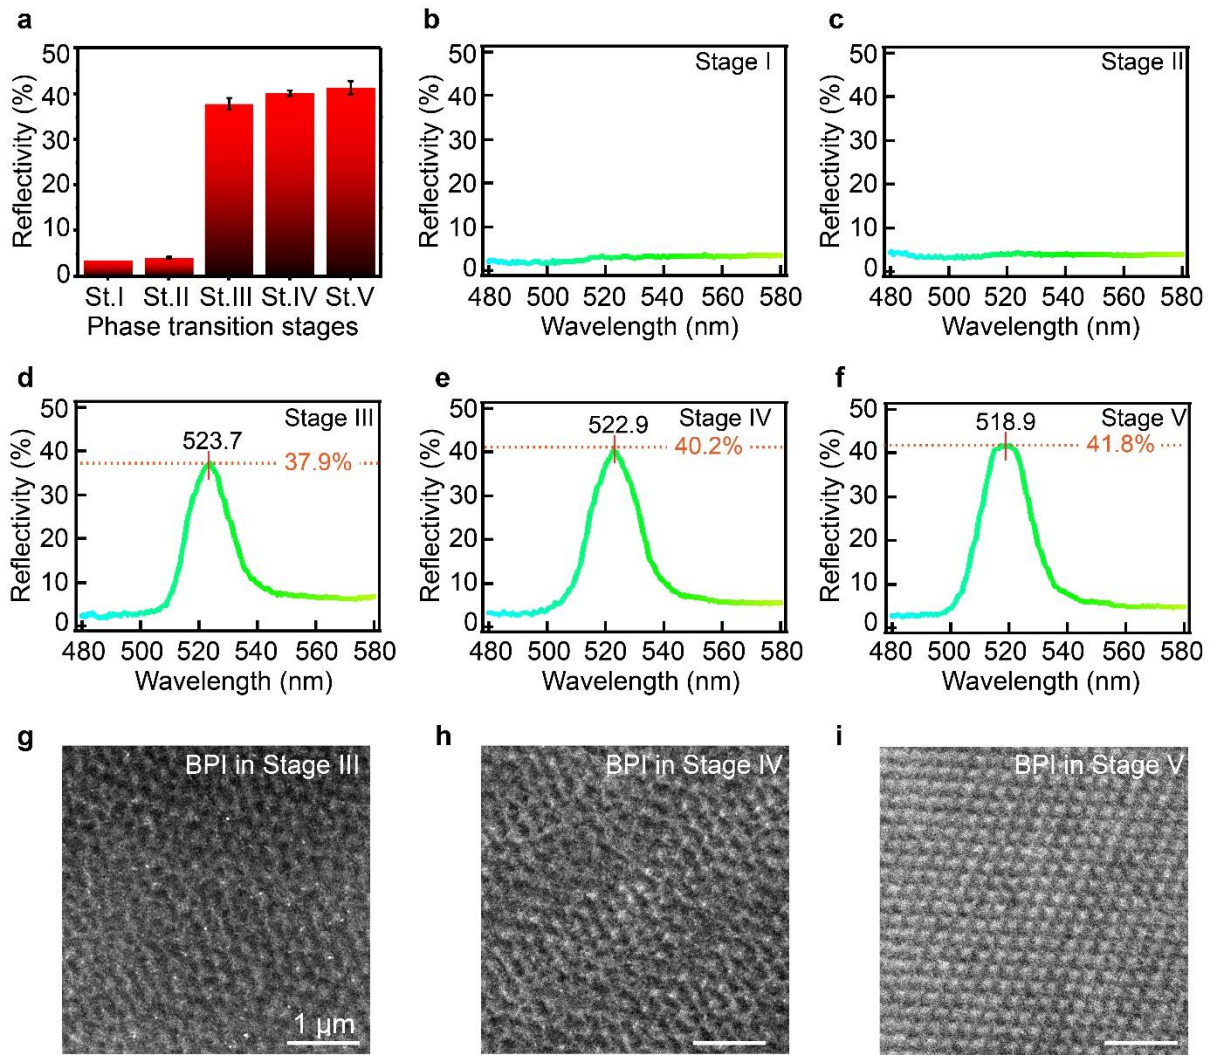 a
50
40
30
20
10
0
Reflectivity (%)
St.I St.II St.III St.IV St.V
Phase transition stages
b
Stage I
50
40
30
20
10
0
Reflectivity (%)
480 500 520 540 560 580
Wavelength (nm)
c
Stage II
50
40
30
20
10
0
Reflectivity (%)
480 500 520 540 560 580
Wavelength (nm)
d
Stage III
523.7
37.9%
50
40
30
20
10
0
Reflectivity (%)
480 500 520 540 560 580
Wavelength (nm)
e
Stage IV
522.9
40.2%
50
40
30
20
10
0
Reflectivity (%)
480 500 520 540 560 580
Wavelength (nm)
f
Stage V
518.9
41.8%
50
40
30
20
10
0
Reflectivity (%)
480 500 520 540 560 580
Wavelength (nm)
g
BPI in Stage III
1 μm
h
BPI in Stage IV
i
BPI in Stage V